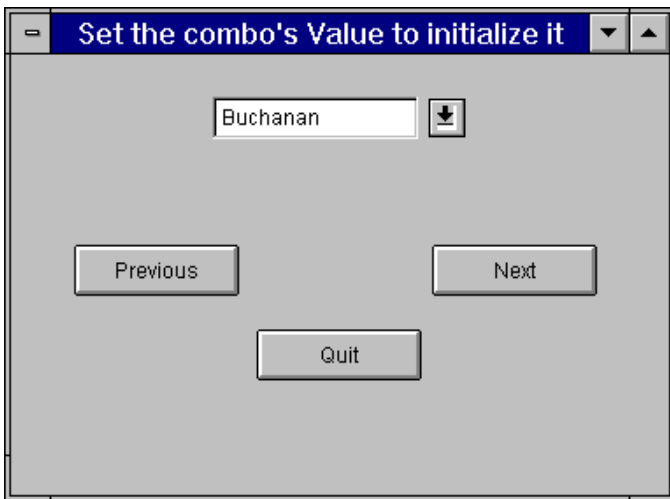 Set the combo's Value to initialize it
Buchanan
Previous
Next
Quit